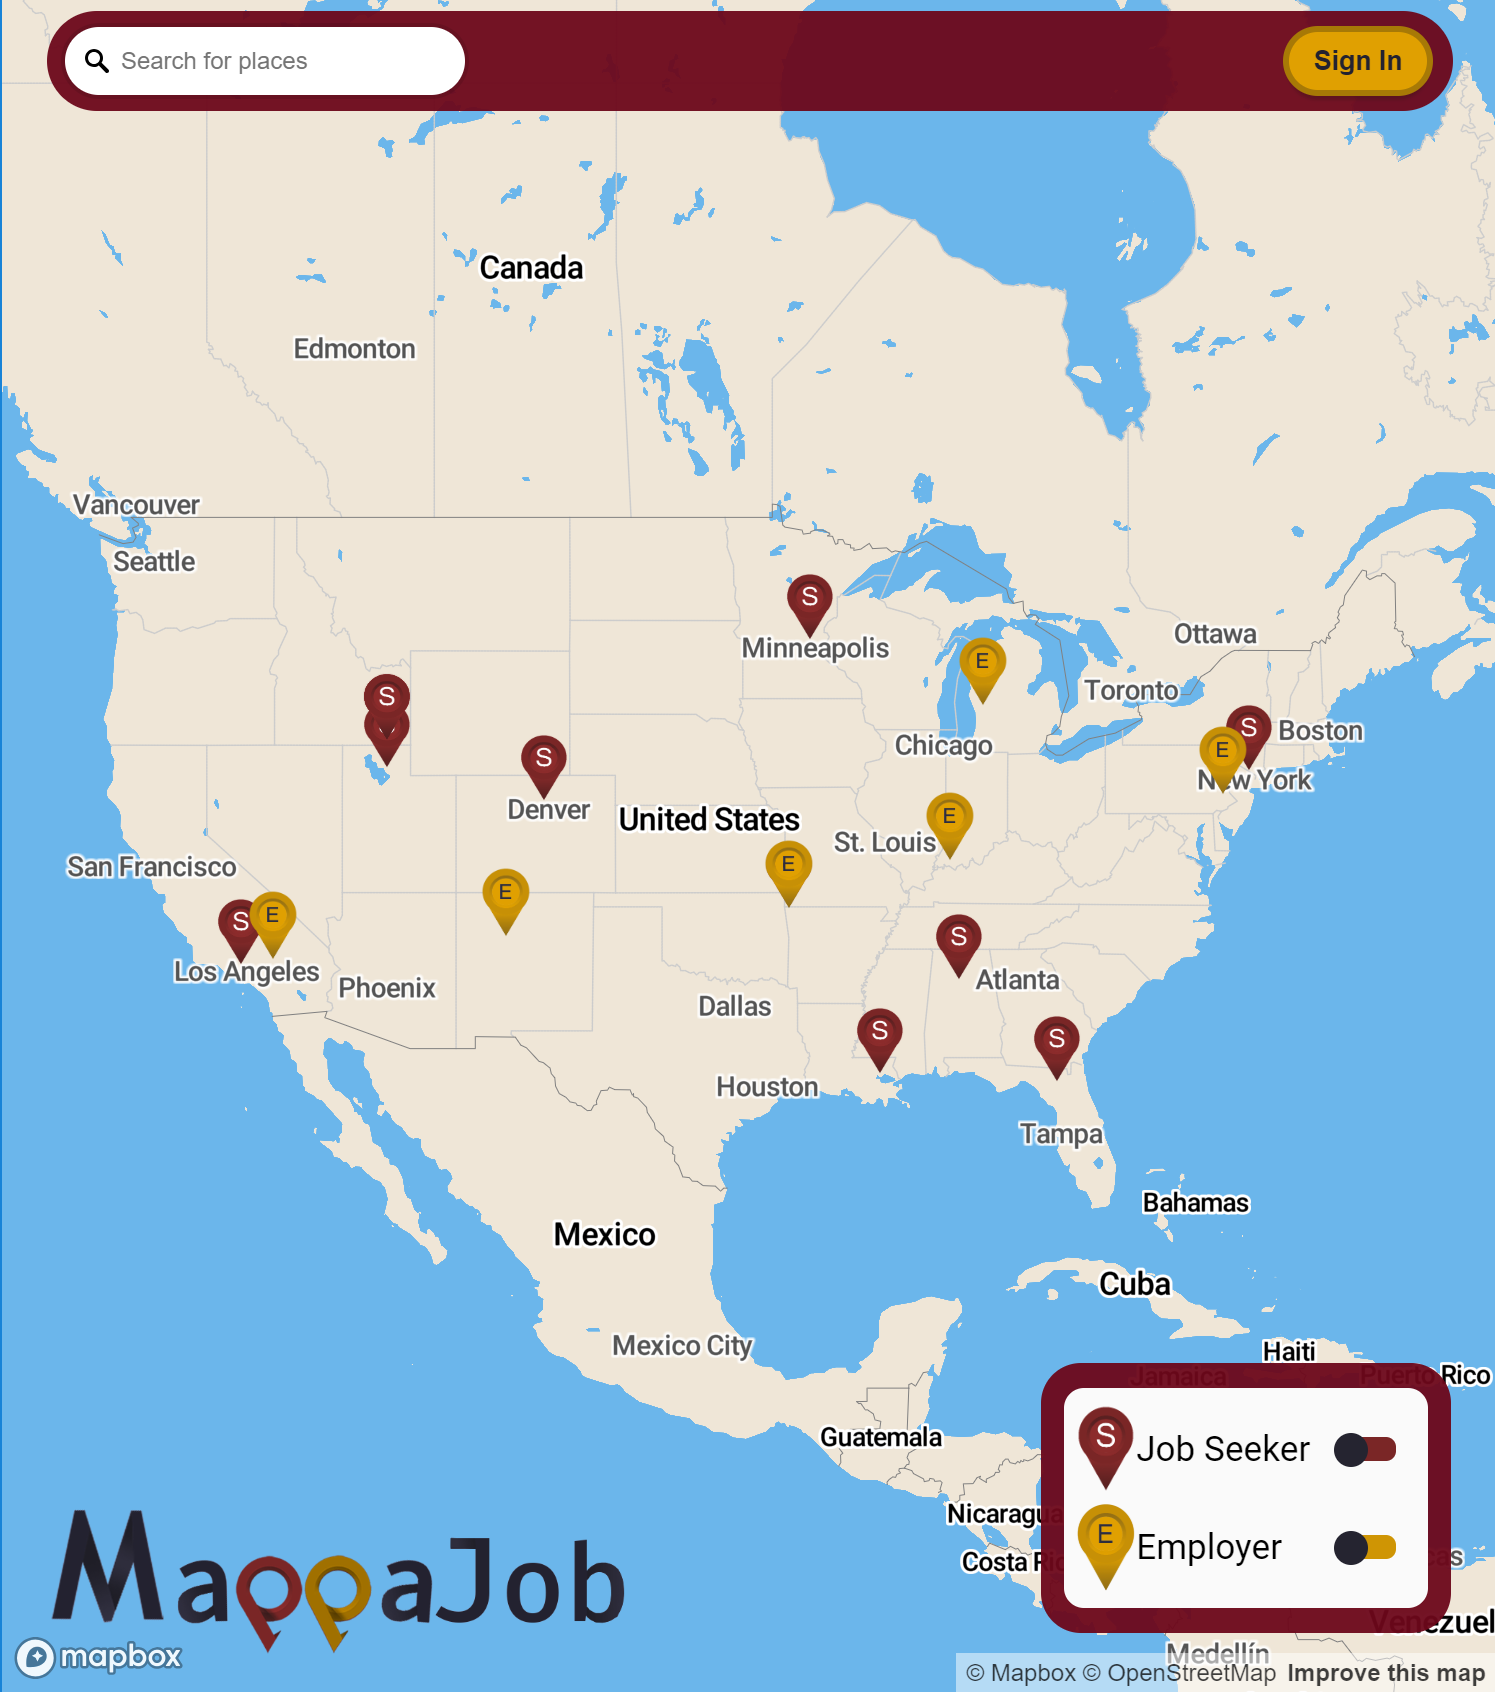 Search for places
Sign In
Canada
Edmonton
Vancouver
Seattle
S
Minneapolis
Ottawa
E
Toronto
S
S
Boston
E
New York
Chicago
S
Denver
United States
E
St. Louis
E
San Francisco
E
S
E
Los Angeles
Phoenix
S
Atlanta
Dallas
S
S
Houston
Tampa
Bahamas
Mexico
Cuba
Mexico City
Haiti
Jamaica
Puerto Rico
Guatemala
S
Job Seeker
Nicaragua
E
Employer
Costa Ric
cas
Venezuel
MappaJob
Medellín
mapbox
© Mapbox © OpenStreetMap Improve this map